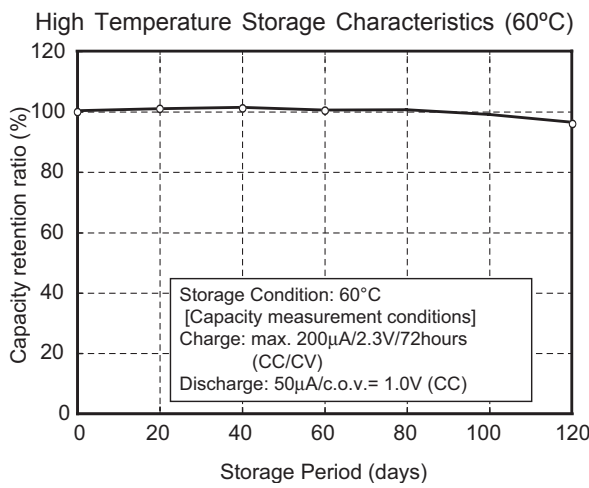 High Temperature Storage Characteristics (60ºC)
120
100
80
60
40
20
0
Capacity retention ratio (%)
Storage Condition: 60°C
[Capacity measurement conditions]
Charge: max. 200μA/2.3V/72hours
(CC/CV)
Discharge: 50μA/c.o.v.= 1.0V (CC)
0 20 40 60 80 100 120
Storage Period (days)